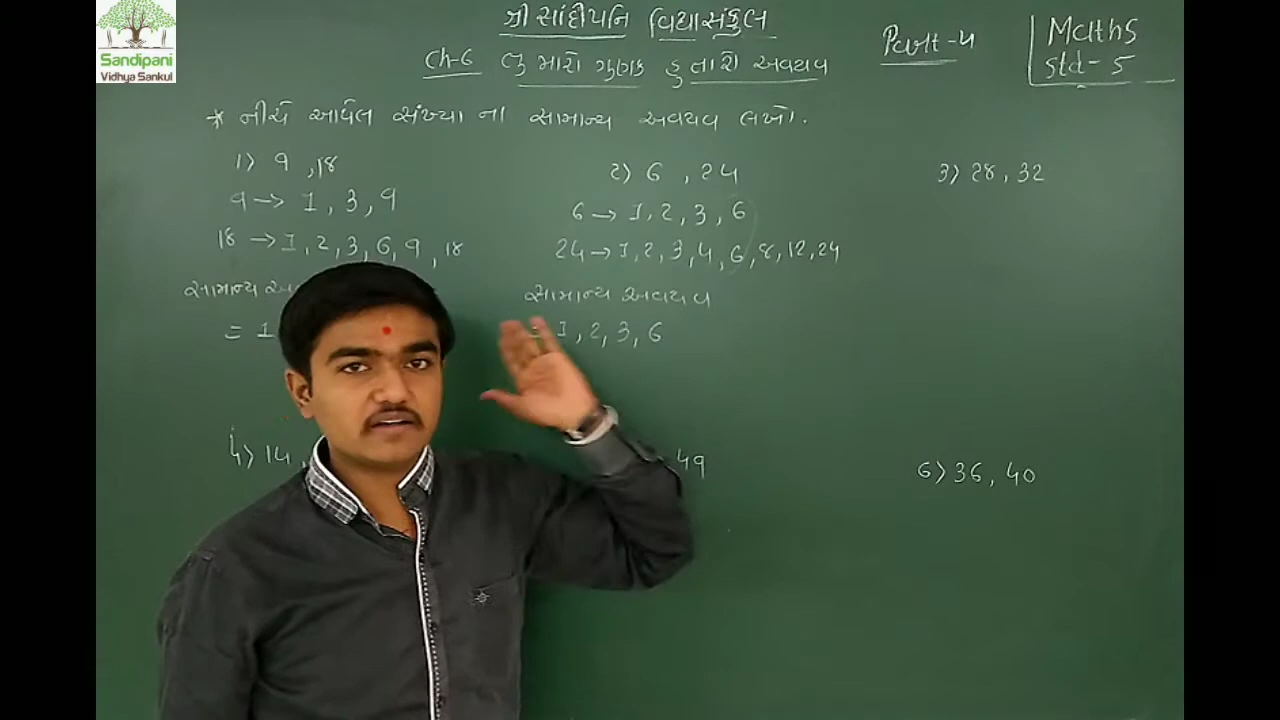 Sandipani
Vidhya Sankul
શ્રી સાંદીપનિ વિદ્યાસંકુલ
Part-4
Maths
Std-5
Ch-6 હુ મારો ગુણક હુ તારો અવયવ
* નીચે આપેલ સંખ્યા ના સામાન્ય અવયવ લખો.
1) 9, 18
9 → 1, 3, 9
18 → 1, 2, 3, 6, 9, 18
સામાન્ય
= 1
2) 6, 24
6 → 1, 2, 3, 6
24 → 1, 2, 3, 4, 6, 8, 12, 24
સામાન્ય અવયવ
= 1, 2, 3, 6
3) 28, 32
4) 14,
49
6) 36, 40